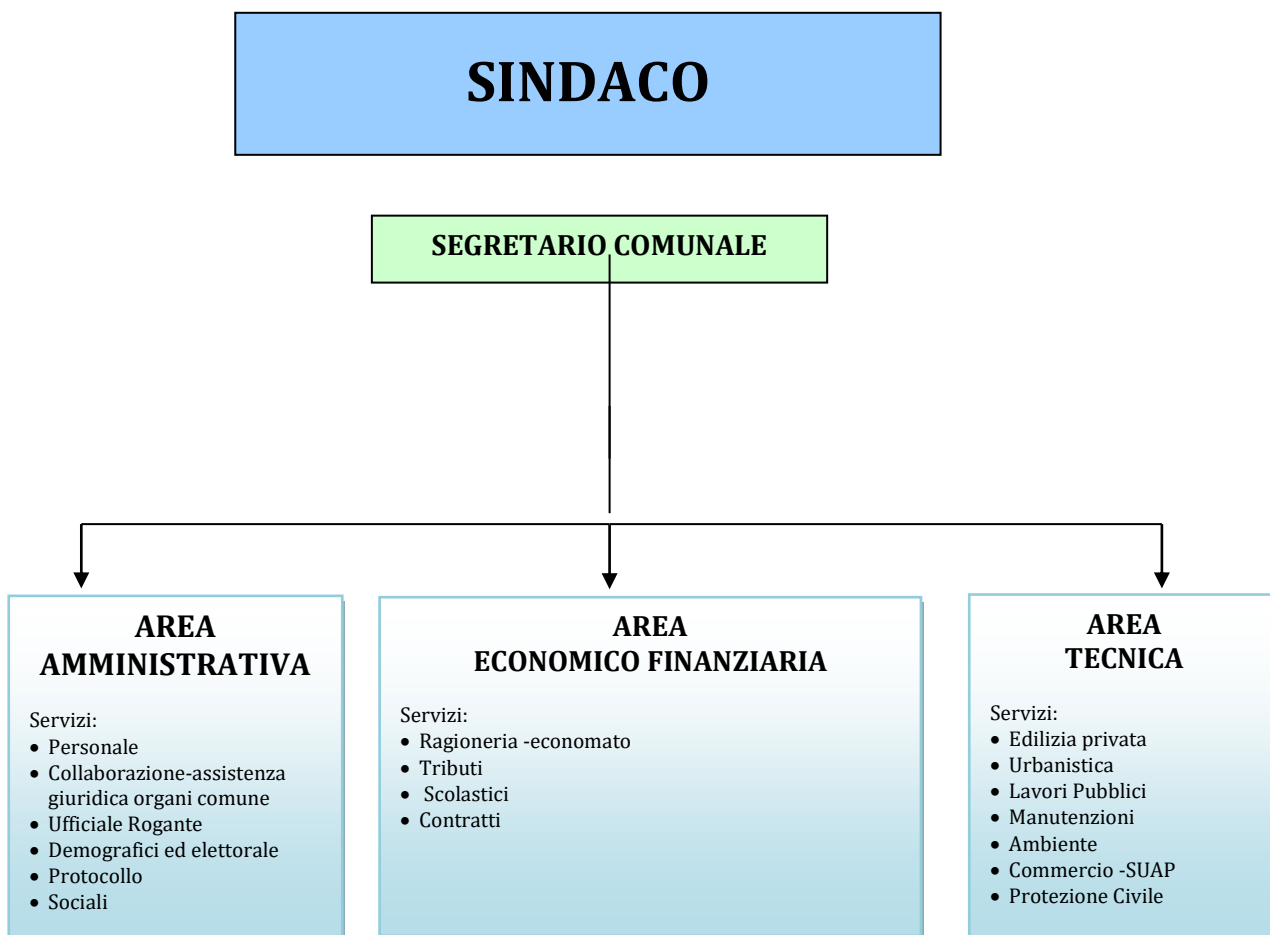 SINDACO
SEGRETARIO COMUNALE
AREA
AMMINISTRATIVA
Servizi:
• Personale
• Collaborazione-assistenza
giuridica organi comune
• Ufficiale Rogante
• Demografici ed elettorale
• Protocollo
• Sociali
AREA
ECONOMICO FINANZIARIA
Servizi:
• Ragioneria -economato
• Tributi
• Scolastici
• Contratti
AREA
TECNICA
Servizi:
• Edilizia privata
• Urbanistica
• Lavori Pubblici
• Manutenzioni
• Ambiente
• Commercio -SUAP
• Protezione Civile